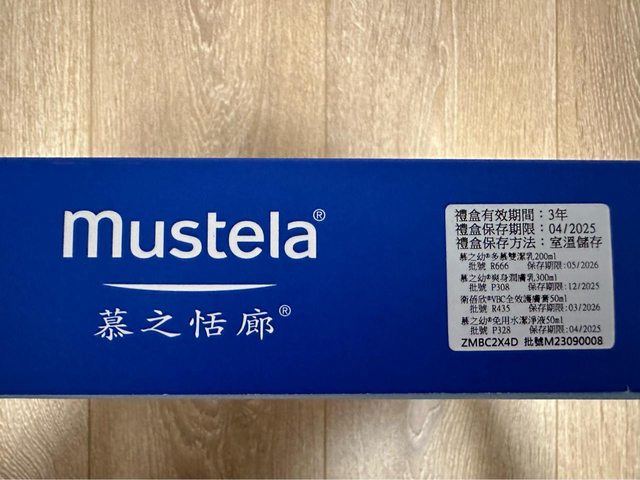 mustela®
慕之恬廊®
禮盒有效期間：3年
禮盒保存期限：04/2025
禮盒保存方法：室溫儲存
慕之幼®多慕雙潔乳200ml
批號 R666 保存期限:05/2026
慕之幼®爽身潤膚乳300ml
批號 P308 保存期限:12/2025
衛蓓欣®VBC全效護膚膏50ml
批號 R435 保存期限:03/2026
慕之幼®免用水潔淨液50ml
批號 P328 保存期限:04/2025
ZMBC2X4D 批號M23090008